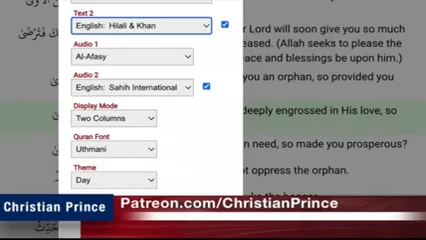 Text 2
English: Hilali & Khan
Audio 1
Al-Afasy
Audio 2
English: Sahih International
Display Mode
Two Columns
Quran Font
Uthmani
Theme
Day
r Lord will soon give you so much
eased. (Allah seeks to please the
eace and blessings be upon him.)
you an orphan, so provided you
deeply engrossed in His love, so
n need, so made you prosperous?
ot oppress the orphan.
Christian Prince
Patreon.com/ChristianPrince